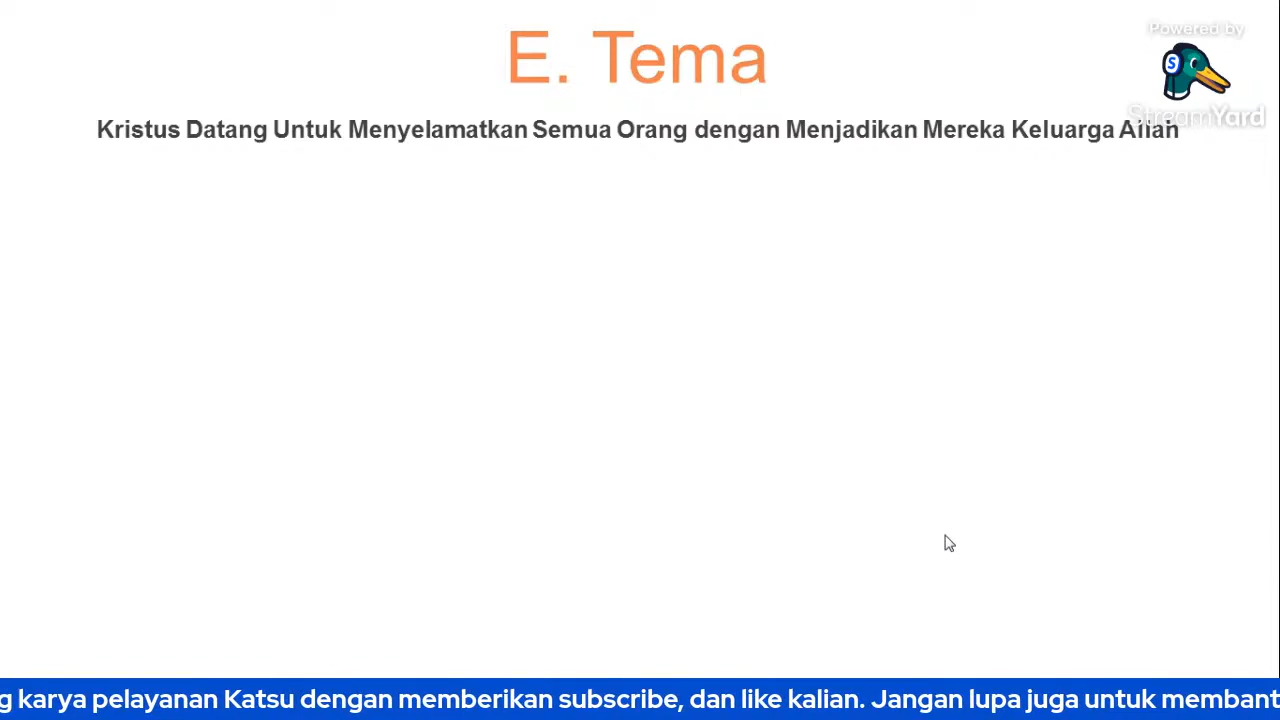 Powered by
E. Tema
StreamYard
Kristus Datang Untuk Menyelamatkan Semua Orang dengan Menjadikan Mereka Keluarga Allah
g karya pelayanan Katsu dengan memberikan subscribe, dan like kalian. Jangan lupa juga untuk membant